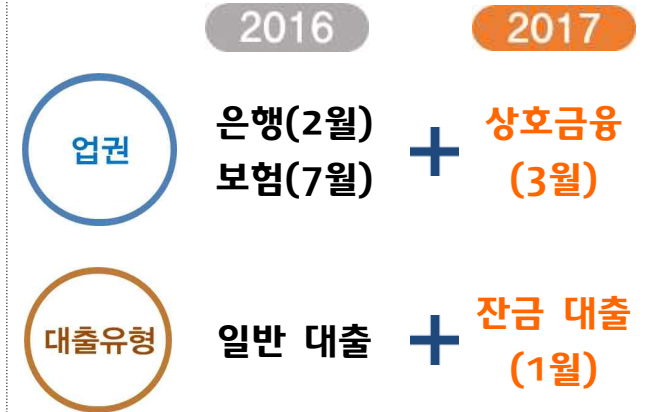 2016 2017
업권
은행(2월)
보험(7월)
+
상호금융
(3월)
대출유형
일반 대출
+
잔금 대출
(1월)